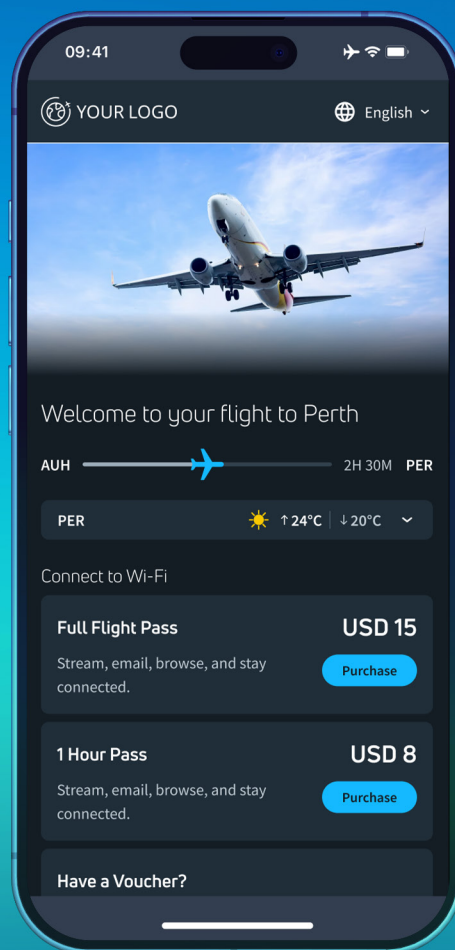 09:41
YOUR LOGO
English
Welcome to your flight to Perth
AUH
2H 30M PER
PER
↑24°C
↓20°C
Connect to Wi-Fi
Full Flight Pass
USD 15
Stream, email, browse, and stay
connected.
Purchase
1 Hour Pass
USD 8
Stream, email, browse, and stay
connected.
Purchase
Have a Voucher?